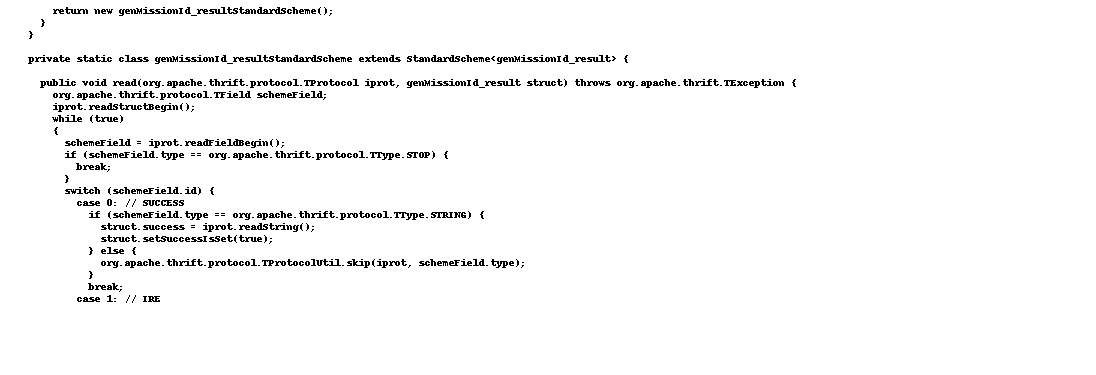 return new genMissionId_resultStandardScheme();
}
}
private static class genMissionId_resultStandardScheme extends StandardScheme<genMissionId_result> {
public void read(org.apache.thrift.protocol.TProtocol iprot, genMissionId_result struct) throws org.apache.thrift.TException {
org.apache.thrift.protocol.TField schemeField;
iprot.readStructBegin();
while (true)
{
schemeField = iprot.readFieldBegin();
if (schemeField.type == org.apache.thrift.protocol.TType.STOP) {
break;
}
switch (schemeField.id) {
case 0: // SUCCESS
if (schemeField.type == org.apache.thrift.protocol.TType.STRING) {
struct.success = iprot.readString();
struct.setSuccessIsSet(true);
} else {
org.apache.thrift.protocol.TProtocolUtil.skip(iprot, schemeField.type);
}
break;
case 1: // IRE